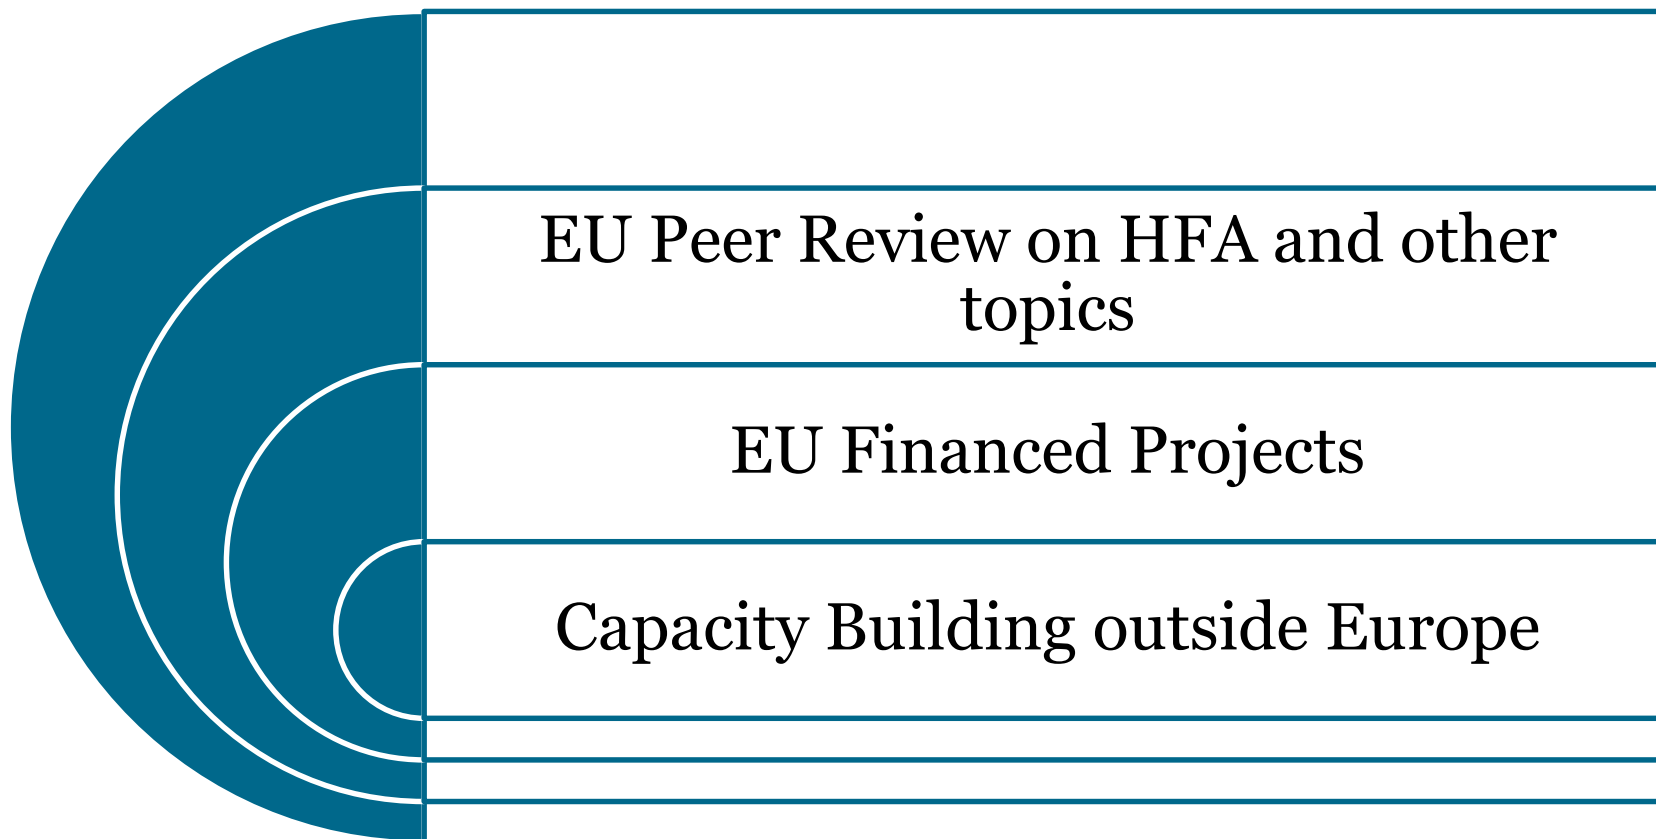 EU Peer Review on HFA and other
topics
EU Financed Projects
Capacity Building outside Europe